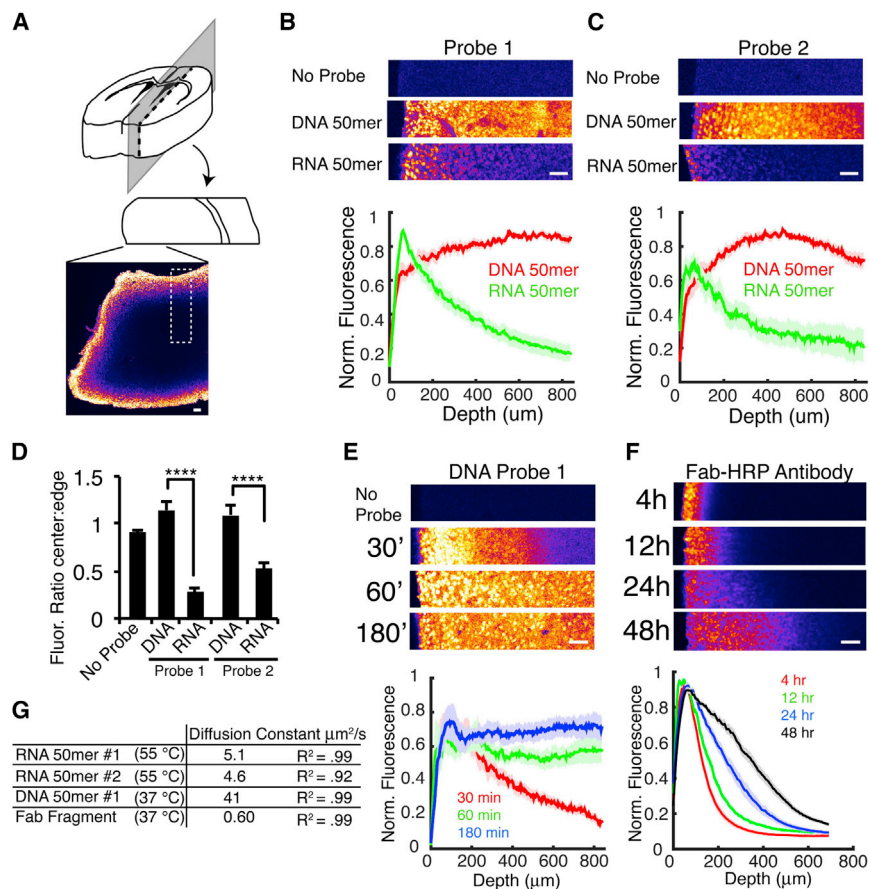 A
B
Probe 1
No Probe
DNA 50mer
RNA 50mer
Norm. Fluorescence
1
0.8
0.6
0.4
0.2
0
DNA 50mer
RNA 50mer
0 200 400 600 800
Depth (um)
C
Probe 2
No Probe
DNA 50mer
RNA 50mer
Norm. Fluorescence
1
0.8
0.6
0.4
0.2
0
DNA 50mer
RNA 50mer
0 200 400 600 800
Depth (um)
D
Fluor. Ratio center:edge
1.5
1
0.5
0
****
****
No Probe
DNA
RNA
DNA
RNA
Probe 1
Probe 2
E
DNA Probe 1
No
Probe
30’
60’
180’
Norm. Fluorescence
1
0.8
0.6
0.4
0.2
0
30 min
60 min
180 min
0 200 400 600 800
Depth (μm)
F
Fab-HRP Antibody
4h
12h
24h
48h
Norm. Fluorescence
1
0.8
0.6
0.4
0.2
0
4 hr
12 hr
24 hr
48 hr
0 200 400 600 800
Depth (μm)
G
Diffusion Constant μm²/s
RNA 50mer #1 (55 °C) 5.1 R² = .99
RNA 50mer #2 (55 °C) 4.6 R² = .92
DNA 50mer #1 (37 °C) 41 R² = .99
Fab Fragment (37 °C) 0.60 R² = .99